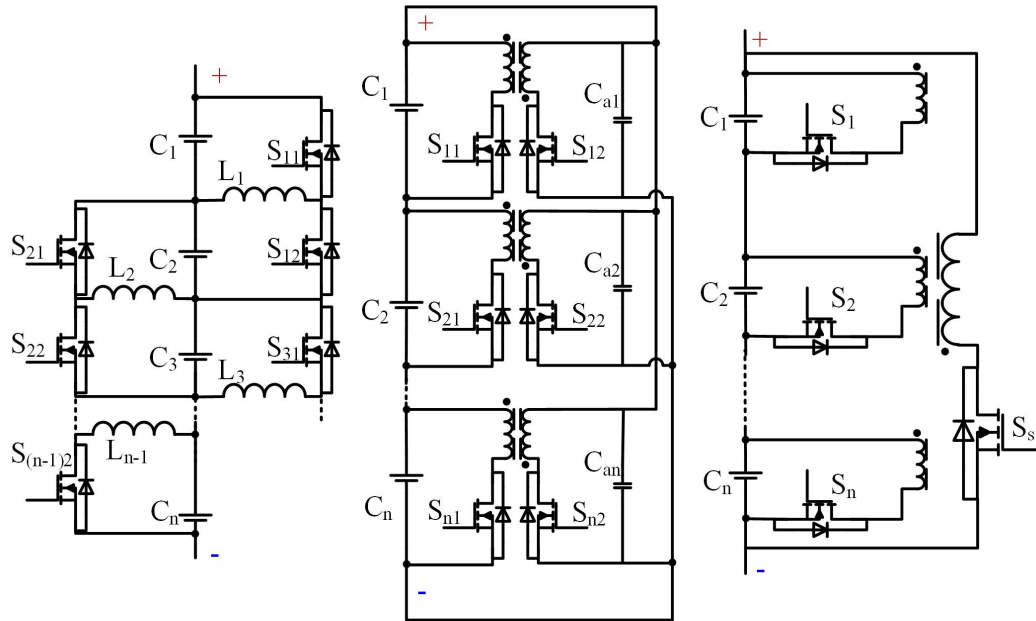 +
C1
S11
L1
S21
L2
C2
S12
S22
C3
S31
L3
S(n-1)2
Ln-1
Cn
-
+
C1
Ca1
S11
S12
C2
Ca2
S21
S22
Cn
Can
Sn1
Sn2
-
+
C1
S1
C2
S2
Ss
Cn
Sn
-